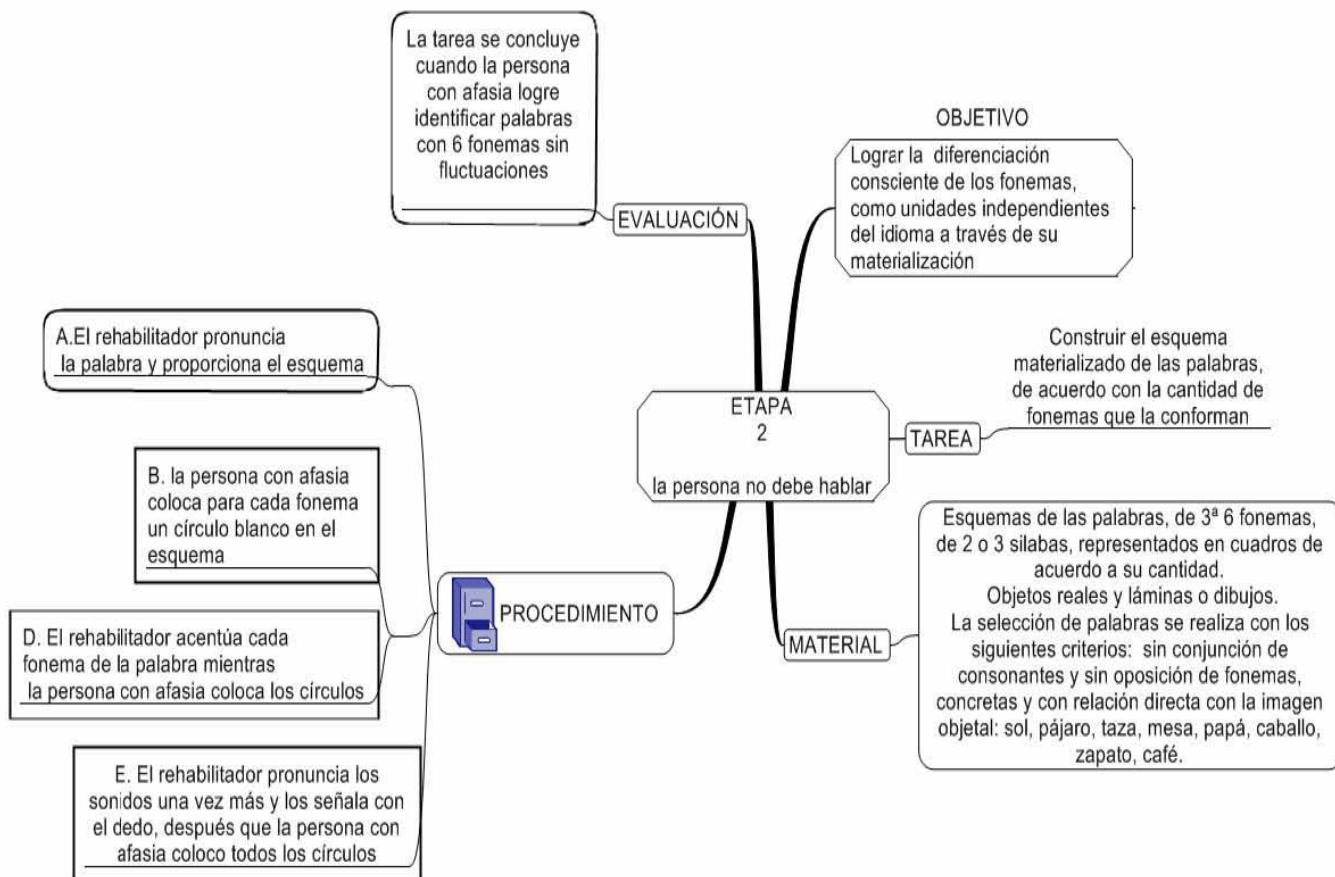 La tarea se concluye
cuando la persona
con afasia logre
identificar palabras
con 6 fonemas sin
fluctuaciones
EVALUACIÓN
OBJETIVO
Lograr la diferenciación
consciente de los fonemas,
como unidades independientes
del idioma a través de su
materialización
A.El rehabilitador pronuncia
la palabra y proporciona el esquema
B. la persona con afasia
coloca para cada fonema
un círculo blanco en el
esquema
D. El rehabilitador acentúa cada
fonema de la palabra mientras
la persona con afasia coloca los círculos
E. El rehabilitador pronuncia los
sonidos una vez más y los señala con
el dedo, después que la persona con
afasia coloco todos los círculos
PROCEDIMIENTO
ETAPA
2
la persona no debe hablar
TAREA
Construir el esquema
materializado de las palabras,
de acuerdo con la cantidad de
fonemas que la conforman
MATERIAL
Esquemas de las palabras, de 3ª 6 fonemas,
de 2 o 3 silabas, representados en cuadros de
acuerdo a su cantidad.
Objetos reales y láminas o dibujos.
La selección de palabras se realiza con los
siguientes criterios: sin conjunción de
consonantes y sin oposición de fonemas,
concretas y con relación directa con la imagen
objetal: sol, pájaro, taza, mesa, papá, caballo,
zapato, café.